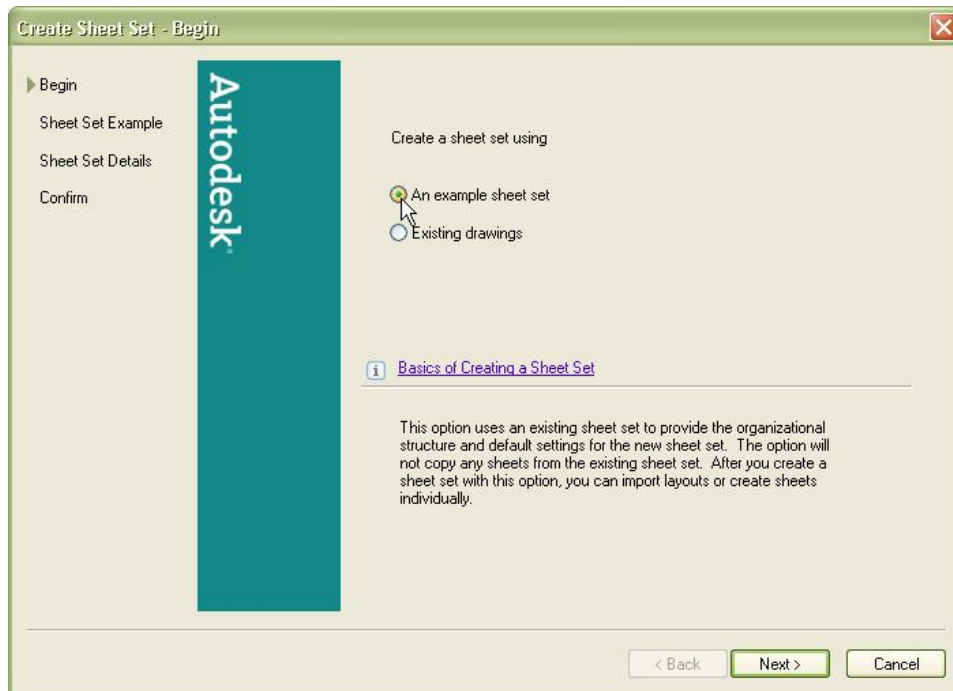 Create Sheet Set - Begin
Begin
Sheet Set Example
Sheet Set Details
Confirm
Autodesk
Create a sheet set using
An example sheet set
Existing drawings
i
Basics of Creating a Sheet Set
This option uses an existing sheet set to provide the organizational
structure and default settings for the new sheet set. The option will
not copy any sheets from the existing sheet set. After you create a
sheet set with this option, you can import layouts or create sheets
individually.
< Back
Next >
Cancel